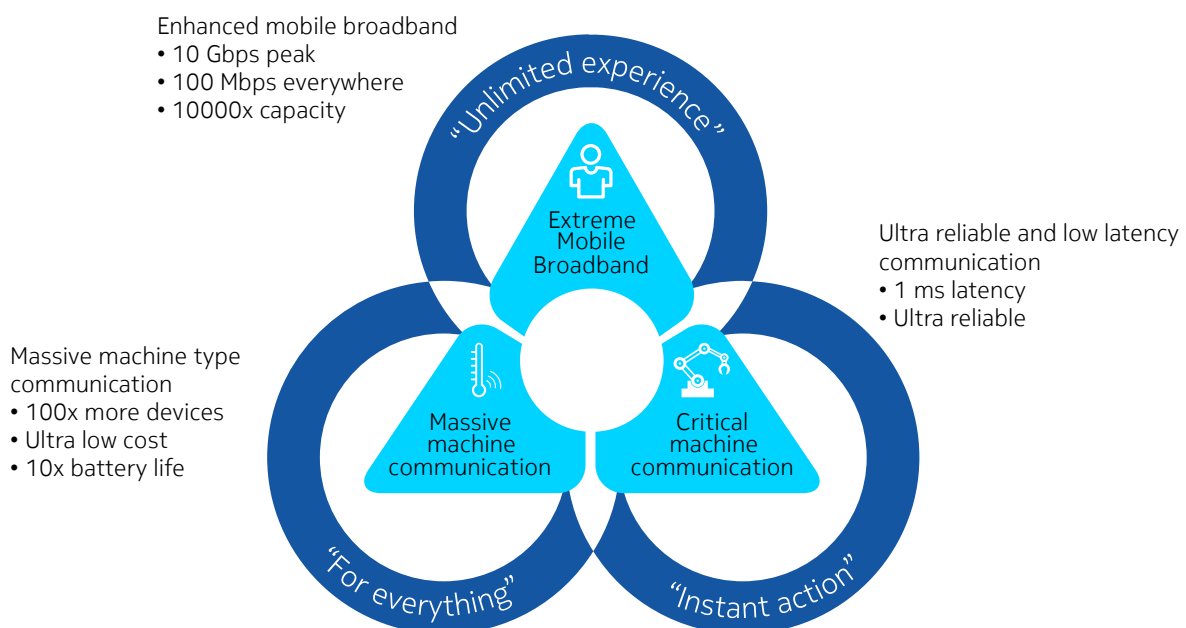 Enhanced mobile broadband
• 10 Gbps peak
• 100 Mbps everywhere
• 10000x capacity
“Unlimited experience”
Extreme
Mobile
Broadband
Ultra reliable and low latency
communication
• 1 ms latency
• Ultra reliable
Massive machine type
communication
• 100x more devices
• Ultra low cost
• 10x battery life
Massive
machine
communication
Critical
machine
communication
“For everything”
“Instant action”